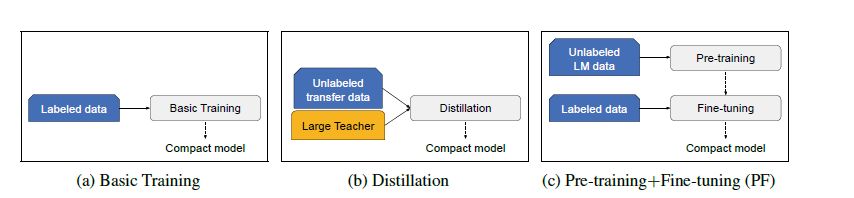 Labeled data
Basic Training
Compact model
(a) Basic Training
Unlabeled
transfer data
Large Teacher
Distillation
Compact model
(b) Distillation
Unlabeled
LM data
Pre-training
Labeled data
Fine-tuning
Compact model
(c) Pre-training+Fine-tuning (PF)